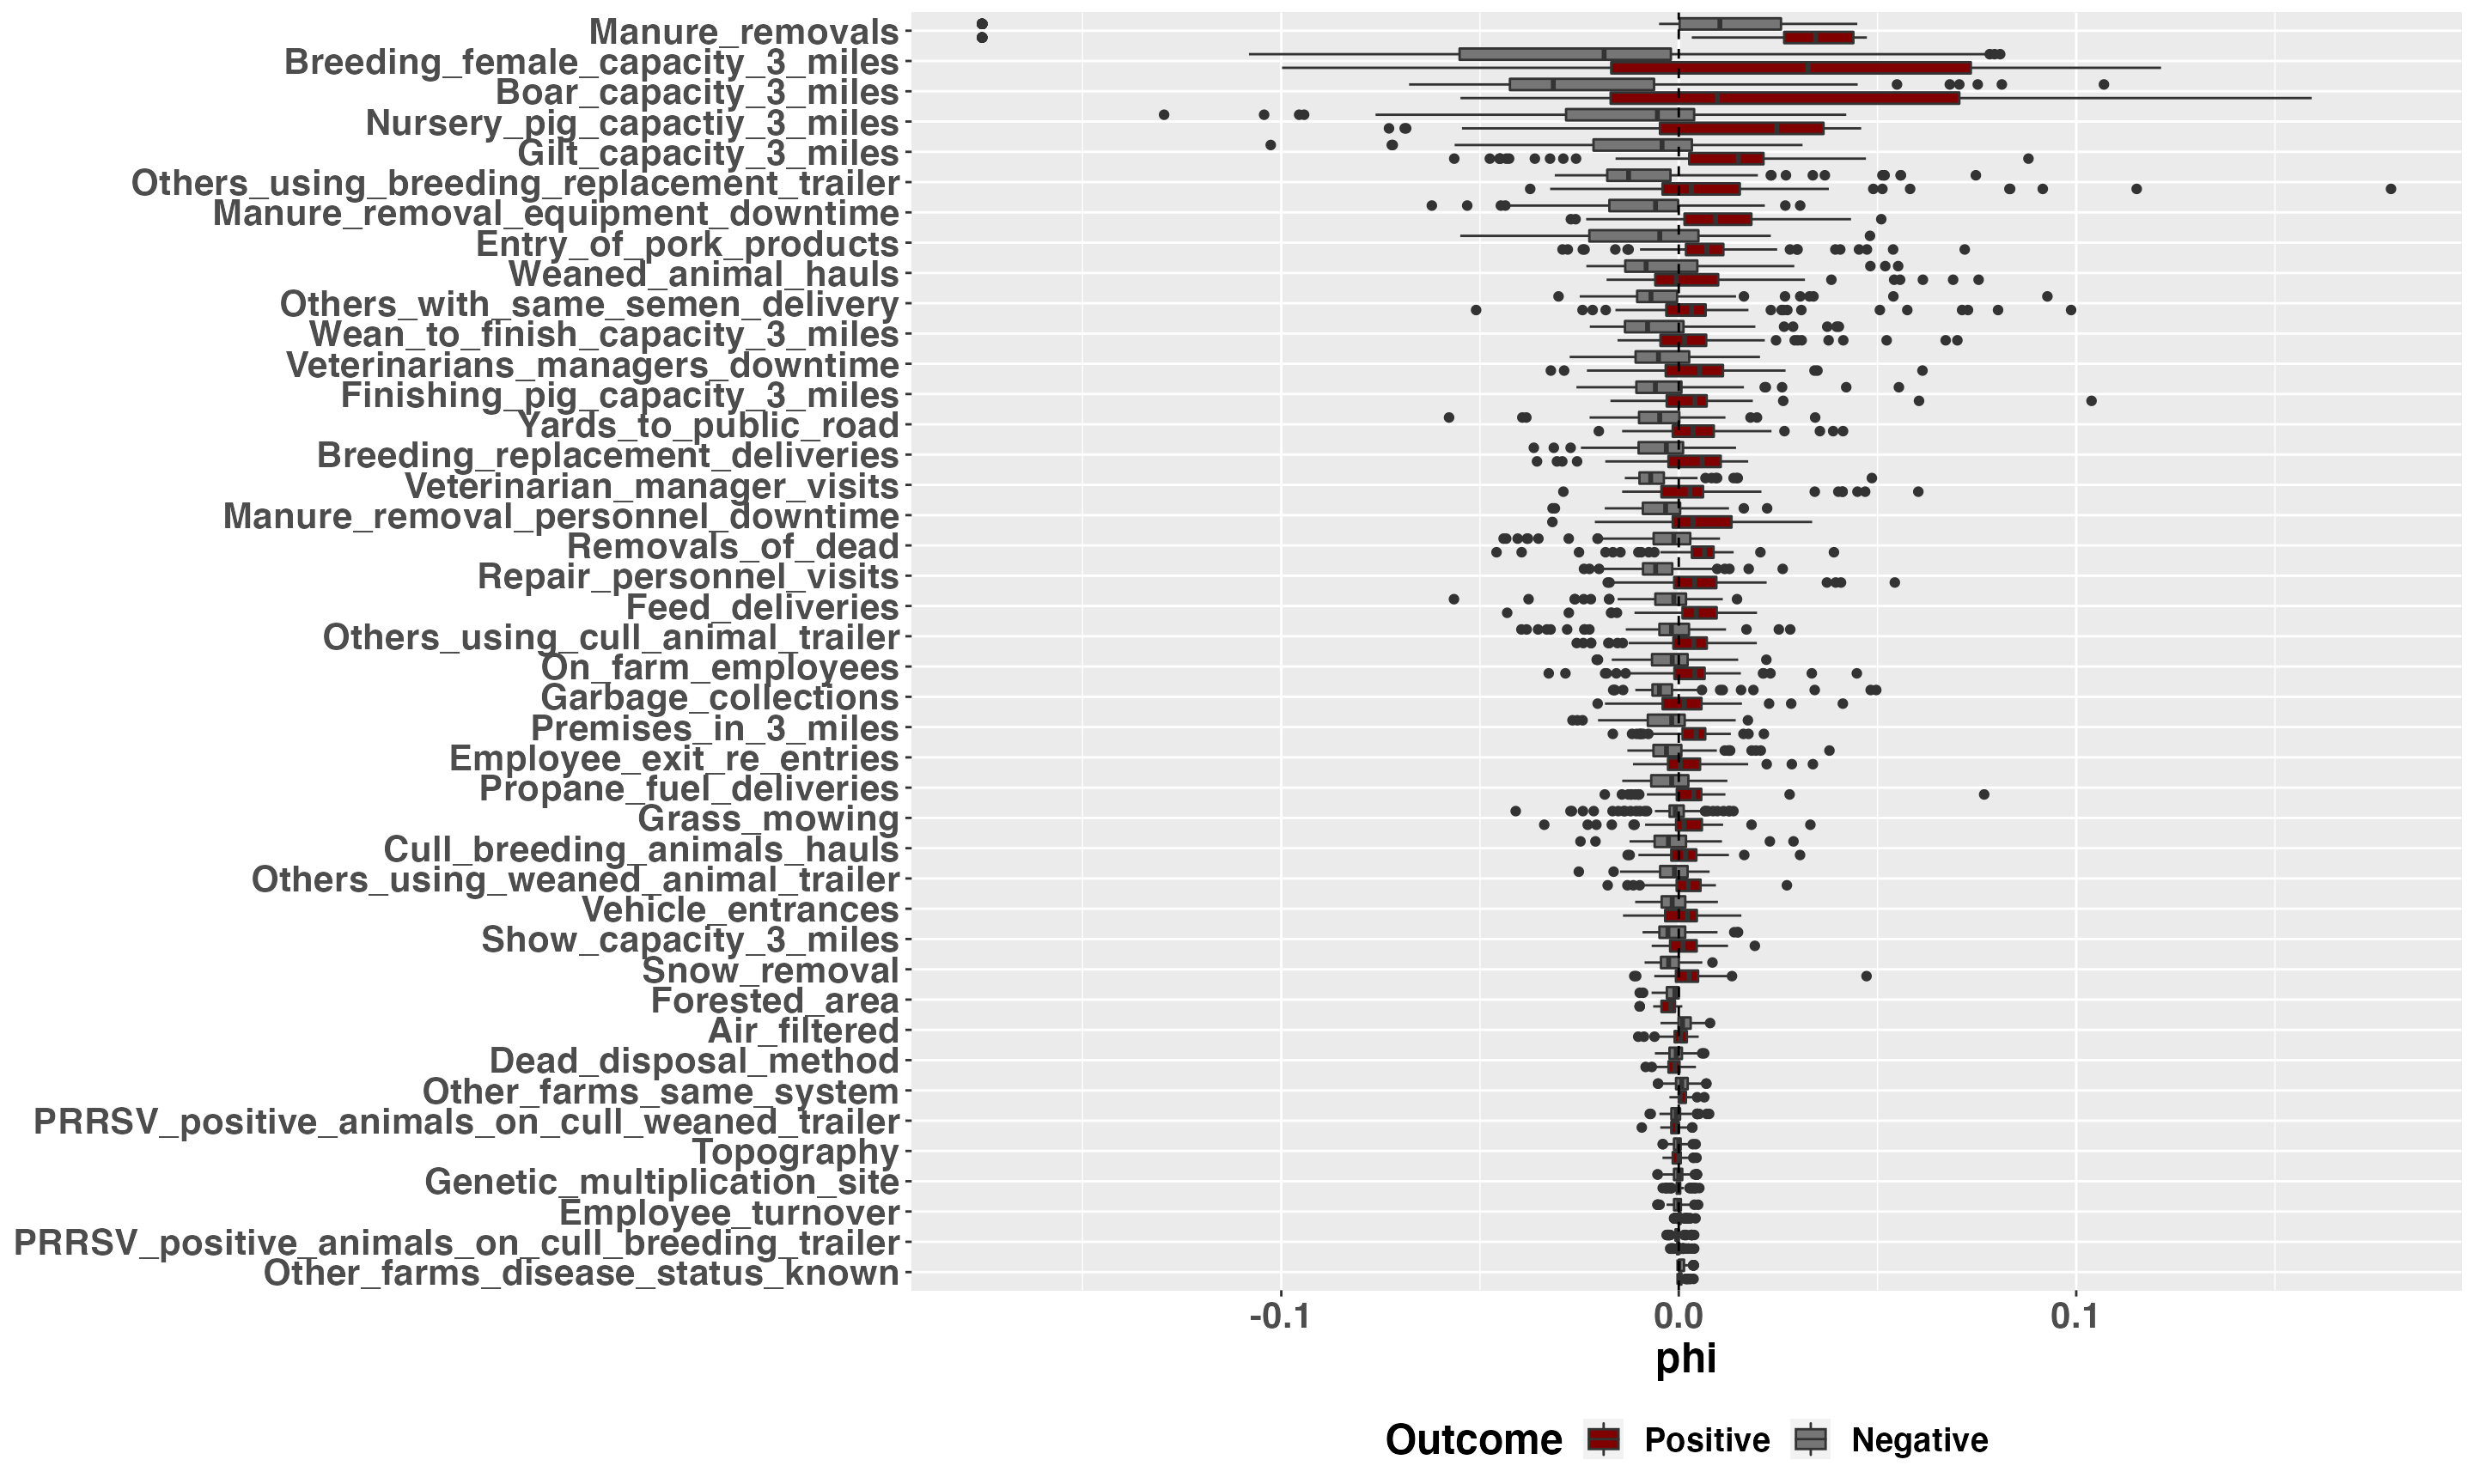 Manure_removals
Breeding_female_capacity_3_miles
Boar_capacity_3_miles
Nursery_pig_capactiy_3_miles
Gilt_capacity_3_miles
Others_using_breeding_replacement_trailer
Manure_removal_equipment_downtime
Entry_of_pork_products
Weaned_animal_hauls
Others_with_same_semen_delivery
Wean_to_finish_capacity_3_miles
Veterinarians_managers_downtime
Finishing_pig_capacity_3_miles
Yards_to_public_road
Breeding_replacement_deliveries
Veterinarian_manager_visits
Manure_removal_personnel_downtime
Removals_of_dead
Repair_personnel_visits
Feed_deliveries
Others_using_cull_animal_trailer
On_farm_employees
Garbage_collections
Premises_in_3_miles
Employee_exit_re_entries
Propane_fuel_deliveries
Grass_mowing
Cull_breeding_animals_hauls
Others_using_weaned_animal_trailer
Vehicle_entrances
Show_capacity_3_miles
Snow_removal
Forested_area
Air_filtered
Dead_disposal_method
Other_farms_same_system
PRRSV_positive_animals_on_cull_weaned_trailer
Topography
Genetic_multiplication_site
Employee_turnover
PRRSV_positive_animals_on_cull_breeding_trailer
Other_farms_disease_status_known
-0.1 0.0 0.1
phi
Outcome Positive Negative